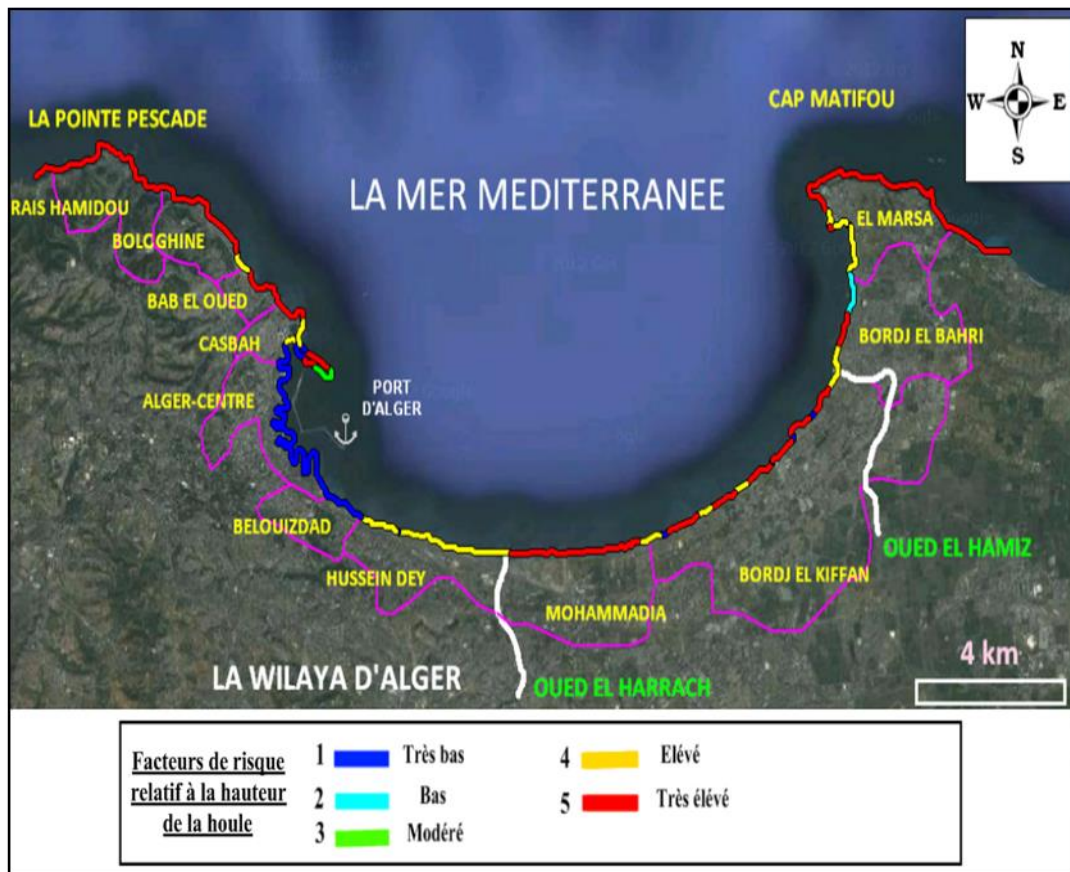 N
W E
S
CAP MATIFOU
LA POINTE PESCADE
LA MER MEDITERRANEE
RAIS HAMIDOU
EL MARSA
BOLOGHINE
BAB EL OUED
BORDJ EL BAHRI
CASBAH
PORT
D'ALGER
ALGER-CENTRE
BELOUIZDAD
OUED EL HAMIZ
HUSSEIN DEY
BORDJ EL KIFFAN
MOHAMMADIA
4 km
LA WILAYA D'ALGER
OUED EL HARRACH
Facteurs de risque
relatif à la hauteur
de la houle
1 Très bas
2 Bas
3 Modéré
4 Elévé
5 Très élévé